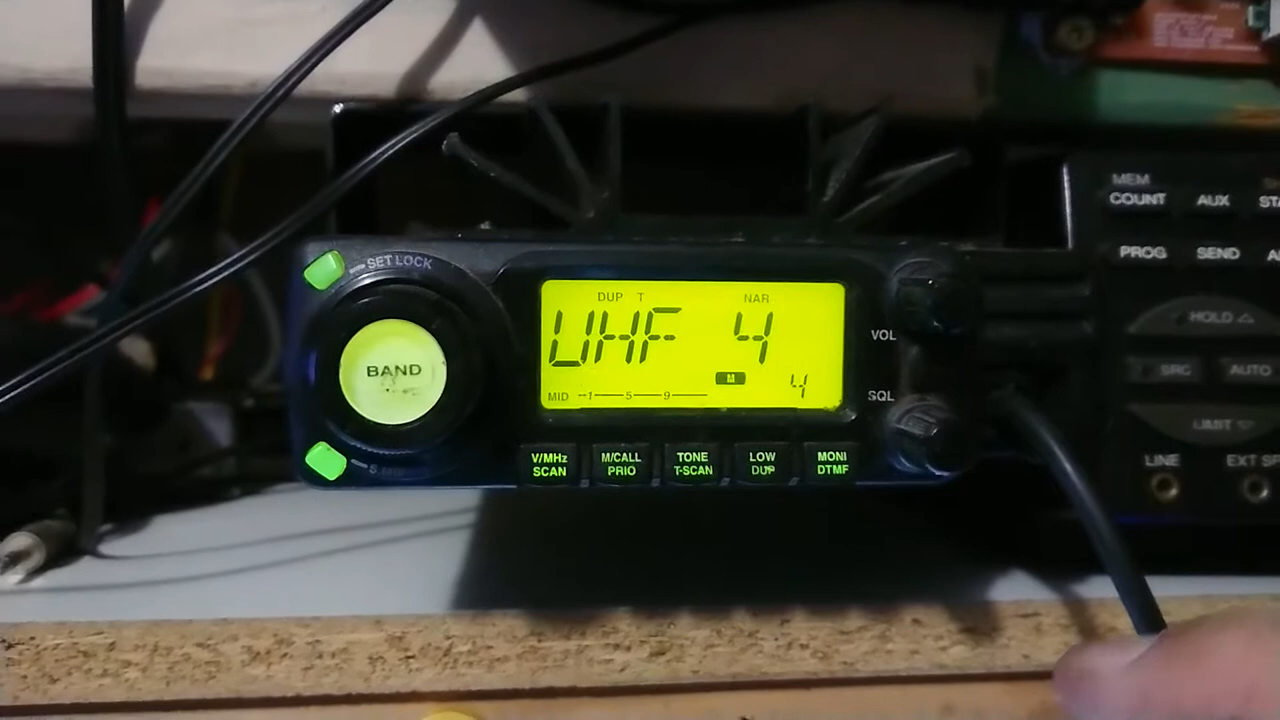 MEM
COUNT
AUX
PROG
SEND
SET LOCK
DUP T
NAR
UHF 4
HOLD
VOL
BAND
M
4
MID 1 5 9
SQL
SRC
AUTO
LIMIT
V/MHz
SCAN
M/CALL
PRIO
TONE
T-SCAN
LOW
DUP
MONI
DTMF
LINE
EXT SP